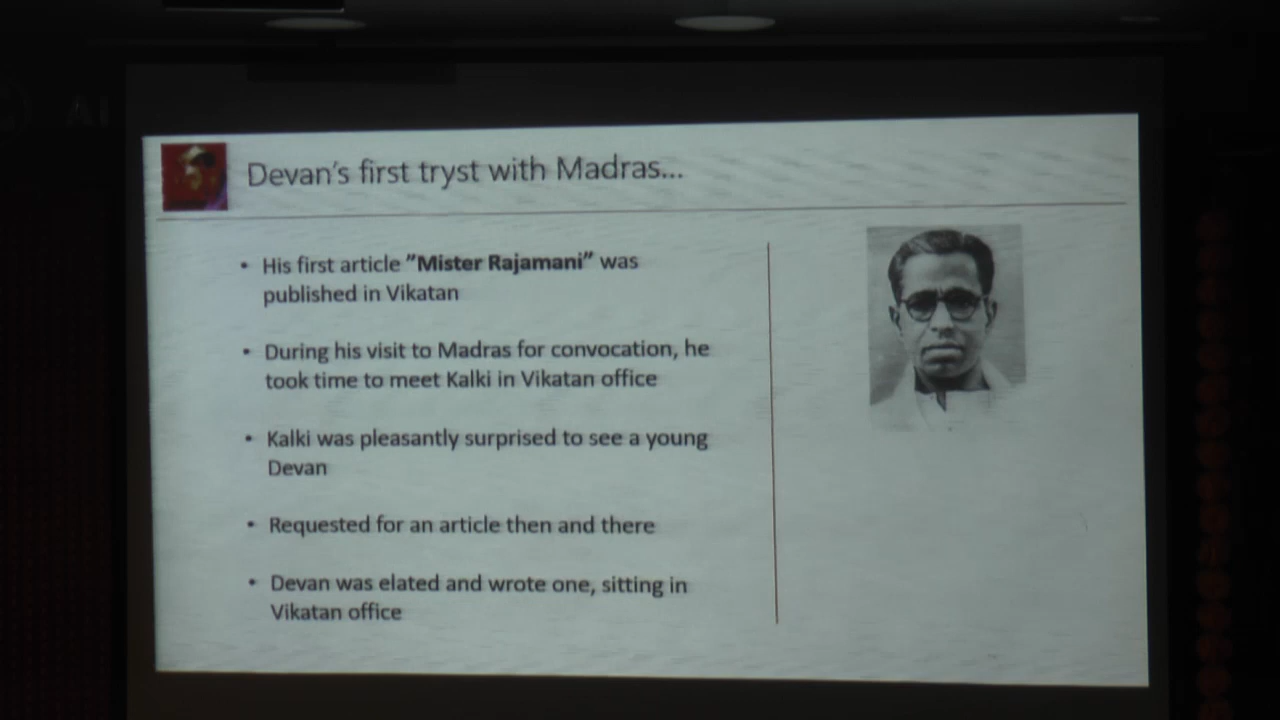 Devan's first tryst with Madras...
• His first article ”Mister Rajamani” was
published in Vikatan
• During his visit to Madras for convocation, he
took time to meet Kalki in Vikatan office
• Kalki was pleasantly surprised to see a young
Devan
• Requested for an article then and there
• Devan was elated and wrote one, sitting in
Vikatan office